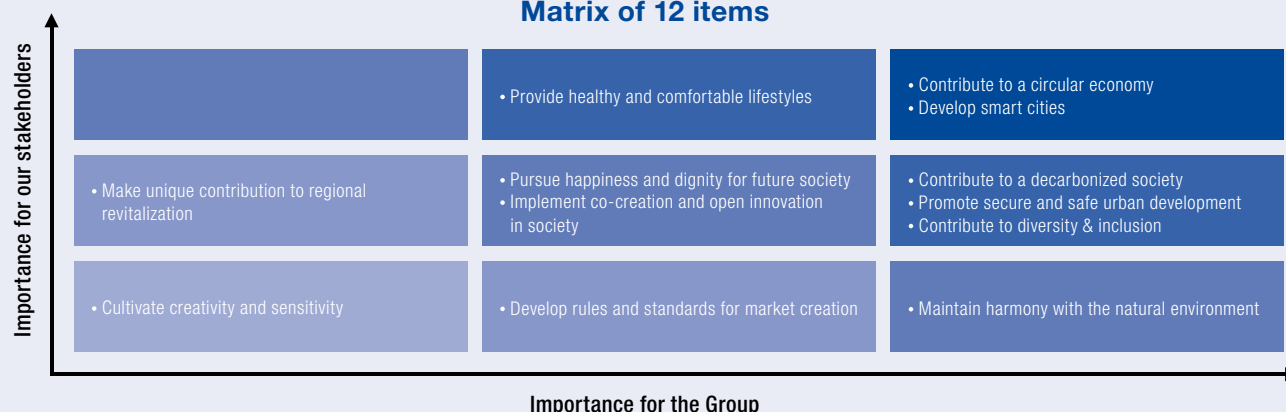 Matrix of 12 items
Importance for our stakeholders
• Provide healthy and comfortable lifestyles
• Contribute to a circular economy
• Develop smart cities
• Make unique contribution to regional
revitalization
• Pursue happiness and dignity for future society
• Implement co-creation and open innovation
in society
• Contribute to a decarbonized society
• Promote secure and safe urban development
• Contribute to diversity & inclusion
• Cultivate creativity and sensitivity
• Develop rules and standards for market creation
• Maintain harmony with the natural environment
Importance for the Group